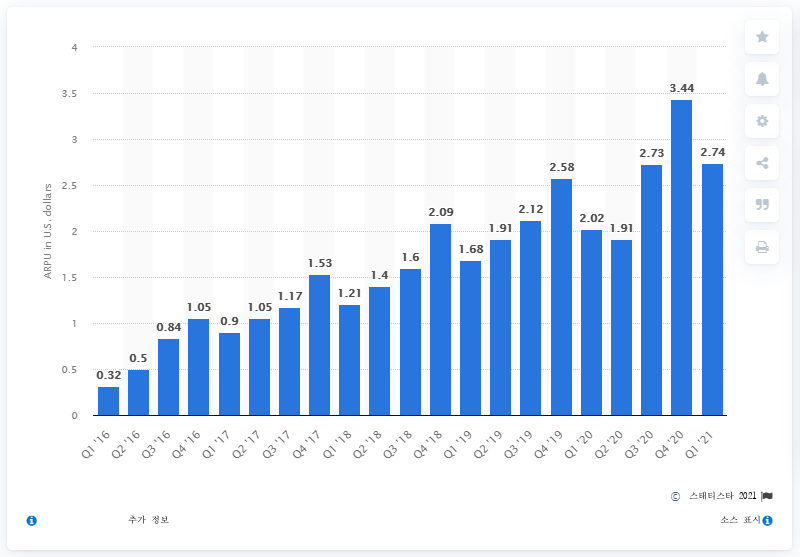 4
3.5
3
2.5
2
1.5
1
0.5
0
ARPU in U.S. dollars
0.32
0.5
0.84
1.05
0.9
1.05
1.17
1.53
1.21
1.4
1.6
2.09
1.68
1.91
2.12
2.58
2.02
1.91
2.73
3.44
2.74
Q1 '16
Q2 '16
Q3 '16
Q4 '16
Q1 '17
Q2 '17
Q3 '17
Q4 '17
Q1 '18
Q2 '18
Q3 '18
Q4 '18
Q1 '19
Q2 '19
Q3 '19
Q4 '19
Q1 '20
Q2 '20
Q3 '20
Q4 '20
Q1 '21
© 스태티스타 2021
추가 정보
소스 표시